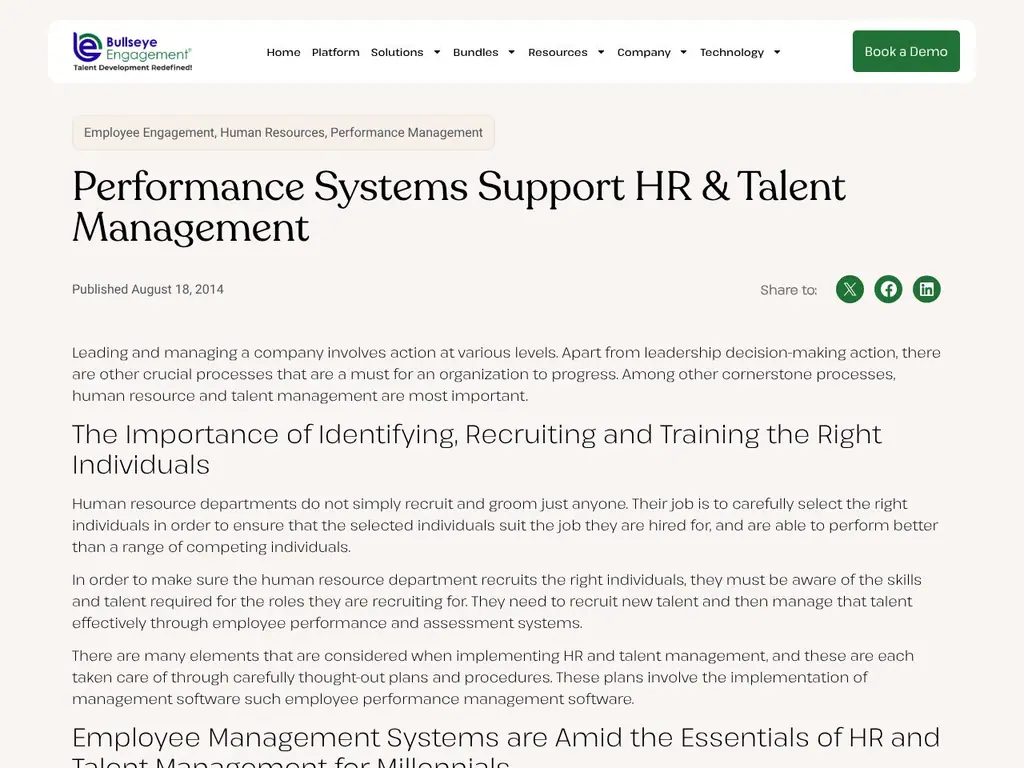 Bullseye
Engagement®
Talent Development Redefined!
Home Platform Solutions Bundles Resources Company Technology
Book a Demo
Employee Engagement, Human Resources, Performance Management
Performance Systems Support HR & Talent
Management
Published August 18, 2014
Share to:
Leading and managing a company involves action at various levels. Apart from leadership decision-making action, there
are other crucial processes that are a must for an organization to progress. Among other cornerstone processes,
human resource and talent management are most important.
The Importance of Identifying, Recruiting and Training the Right
Individuals
Human resource departments do not simply recruit and groom just anyone. Their job is to carefully select the right
individuals in order to ensure that the selected individuals suit the job they are hired for, and are able to perform better
than a range of competing individuals.
In order to make sure the human resource department recruits the right individuals, they must be aware of the skills
and talent required for the roles they are recruiting for. They need to recruit new talent and then manage that talent
effectively through employee performance and assessment systems.
There are many elements that are considered when implementing HR and talent management, and these are each
taken care of through carefully thought-out plans and procedures. These plans involve the implementation of
management software such employee performance management software.
Employee Management Systems are Amid the Essentials of HR and
Talent Management for Millennials